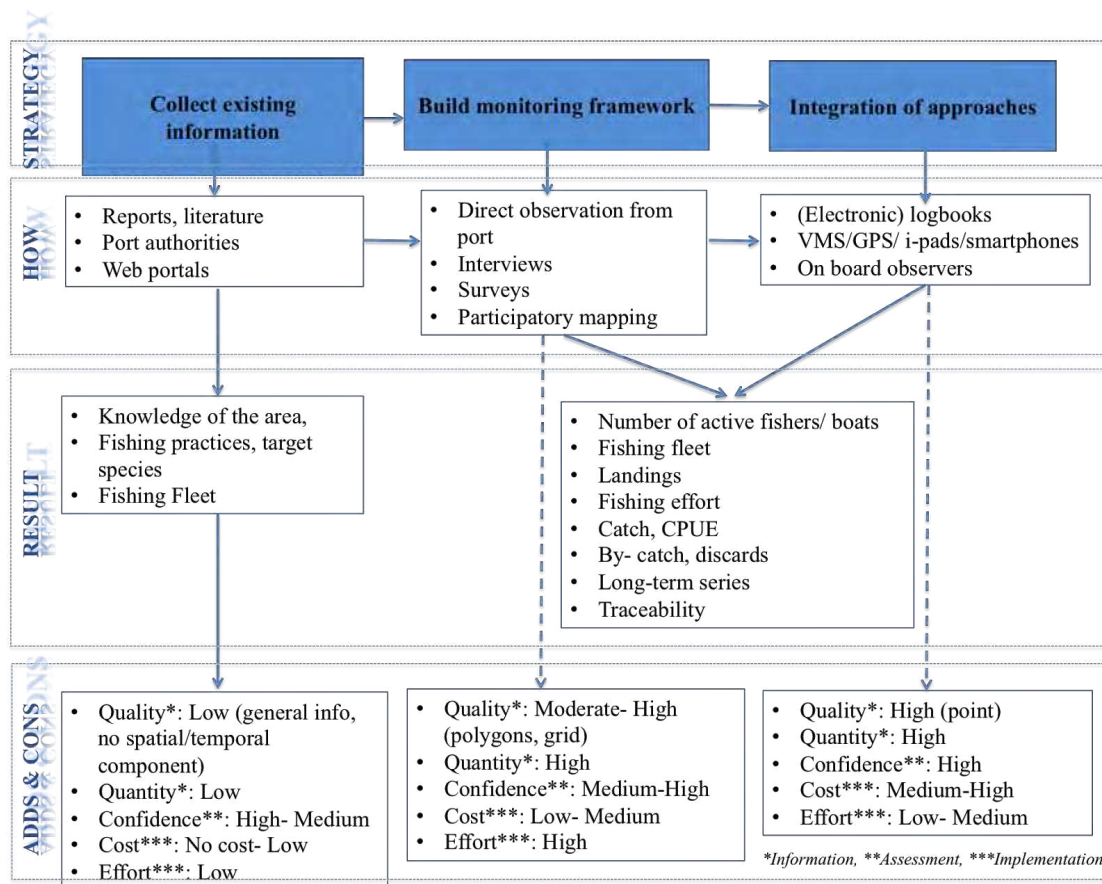 STRATEGY
Collect existing
information
Build monitoring framework
Integration of approaches
HOW
• Reports, literature
• Port authorities
• Web portals
• Direct observation from
port
• Interviews
• Surveys
• Participatory mapping
• (Electronic) logbooks
• VMS/GPS/ i-pads/smartphones
• On board observers
RESULT
• Knowledge of the area,
• Fishing practices, target
species
• Fishing Fleet
• Number of active fishers/ boats
• Fishing fleet
• Landings
• Fishing effort
• Catch, CPUE
• By- catch, discards
• Long-term series
• Traceability
ADDS & CONS
• Quality*: Low (general info,
no spatial/temporal
component)
• Quantity*: Low
• Confidence**: High- Medium
• Cost***: No cost- Low
• Effort***: Low
• Quality*: Moderate- High
(polygons, grid)
• Quantity*: High
• Confidence**: Medium-High
• Cost***: Low- Medium
• Effort***: High
• Quality*: High (point)
• Quantity*: High
• Confidence**: High
• Cost***: Medium-High
• Effort***: Low- Medium
*Information, **Assessment, ***Implementation